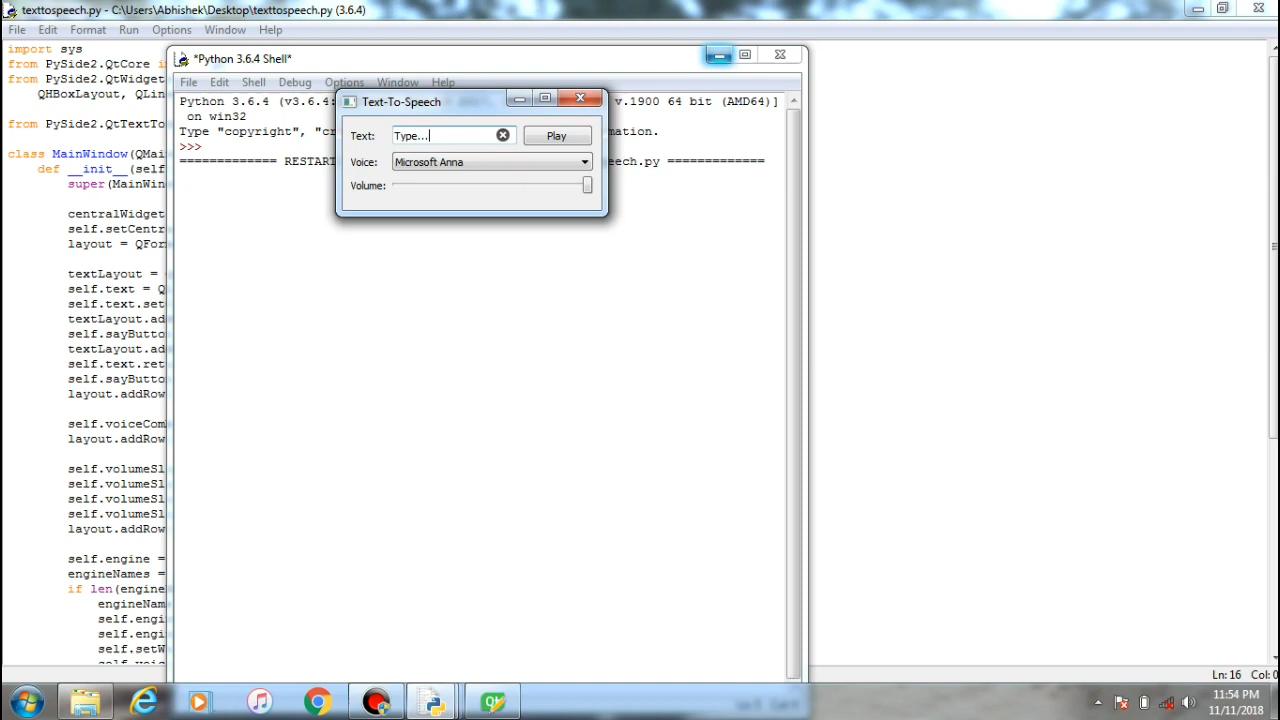 texttospeech.py - C:\Users\Abhishek\Desktop\texttospeech.py (3.6.4)
File Edit Format Run Options Window Help
import sys
from PySide2.QtCore
from PySide2.QtWidge
QHBoxLayout, QLin
from PySide2.QtTextTo
class MainWindow(QMai
def __init__(self
super(MainWin
centralWidget
self.setCentr
layout = QFor
textLayout =
self.text = Q
self.text.set
textLayout.ad
self.sayButto
textLayout.ad
self.text.ret
self.sayButto
layout.addRow
self.voiceCom
layout.addRow
self.volumeSl
self.volumeSl
self.volumeSl
self.volumeSl
layout.addRow
self.engine =
engineNames =
if len(engine
engineNam
self.engi
self.engi
self.setW
self.voic
*Python 3.6.4 Shell*
File Edit Shell Debug Options Window Help
Python 3.6.4 (v3.6.4: v.1900 64 bit (AMD64)]
on win32
Type "copyright", "cr mation.
>>>
============= RESTART eech.py =============
Text-To-Speech
Text: Type... Play
Voice: Microsoft Anna
Volume:
Ln: 16 Col: 0
11:54 PM
11/11/2018